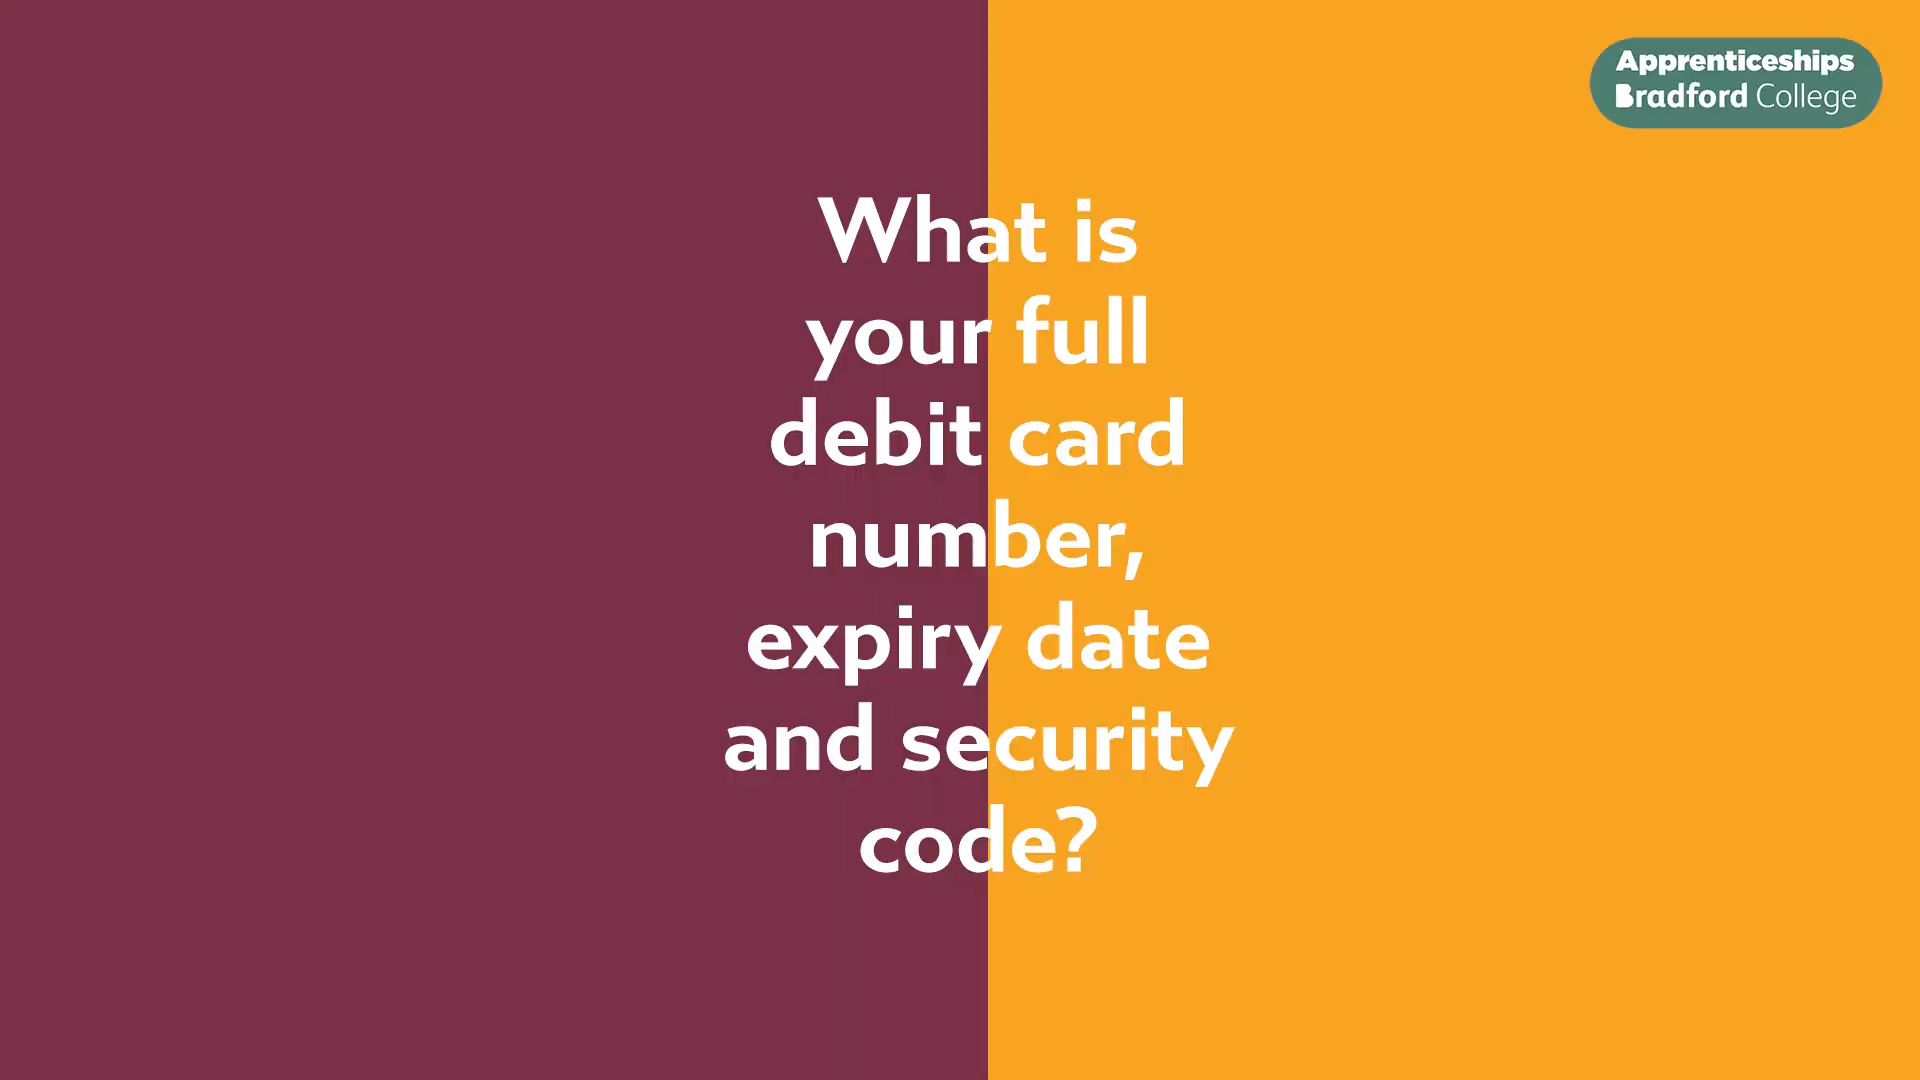 Apprenticeships
Bradford College
What is
your full
debit card
number,
expiry date
and security
code?